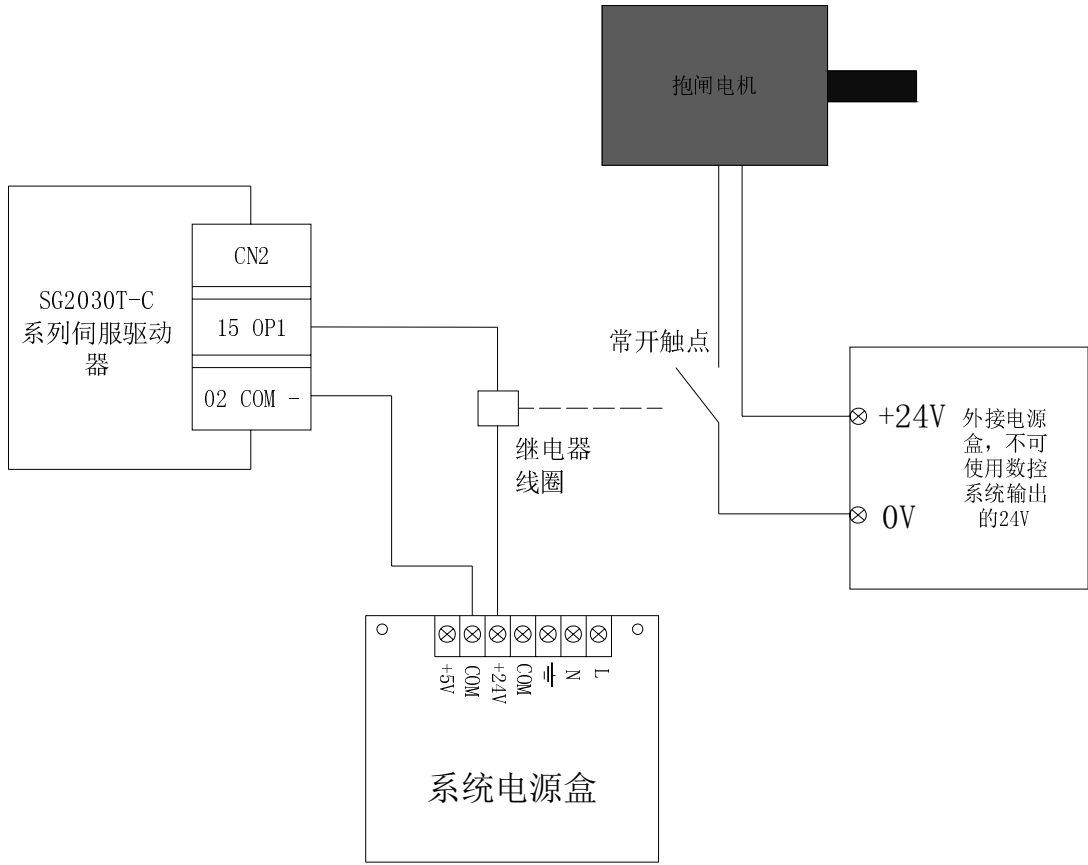 抱闸电机
CN2
SG2030T-C
系列伺服驱动
器
15 OP1
02 COM -
常开触点
继电器
线圈
+24V
0V
外接电源
盒，不可
使用数控
系统输出
的24V
+5V
COM
+24V
COM
N
L
系统电源盒